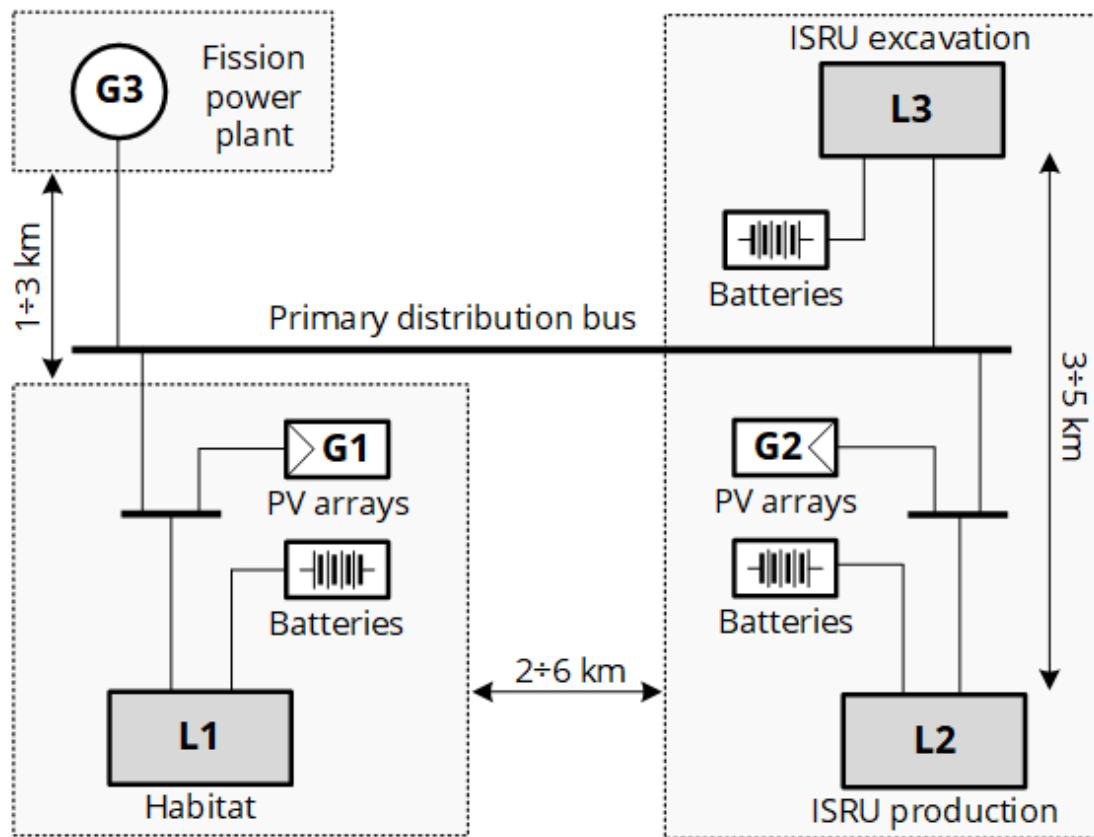 G3
Fission
power
plant
1÷3 km
ISRU excavation
L3
Batteries
3÷5 km
Primary distribution bus
G1
PV arrays
Batteries
L1
Habitat
2÷6 km
G2
PV arrays
Batteries
L2
ISRU production